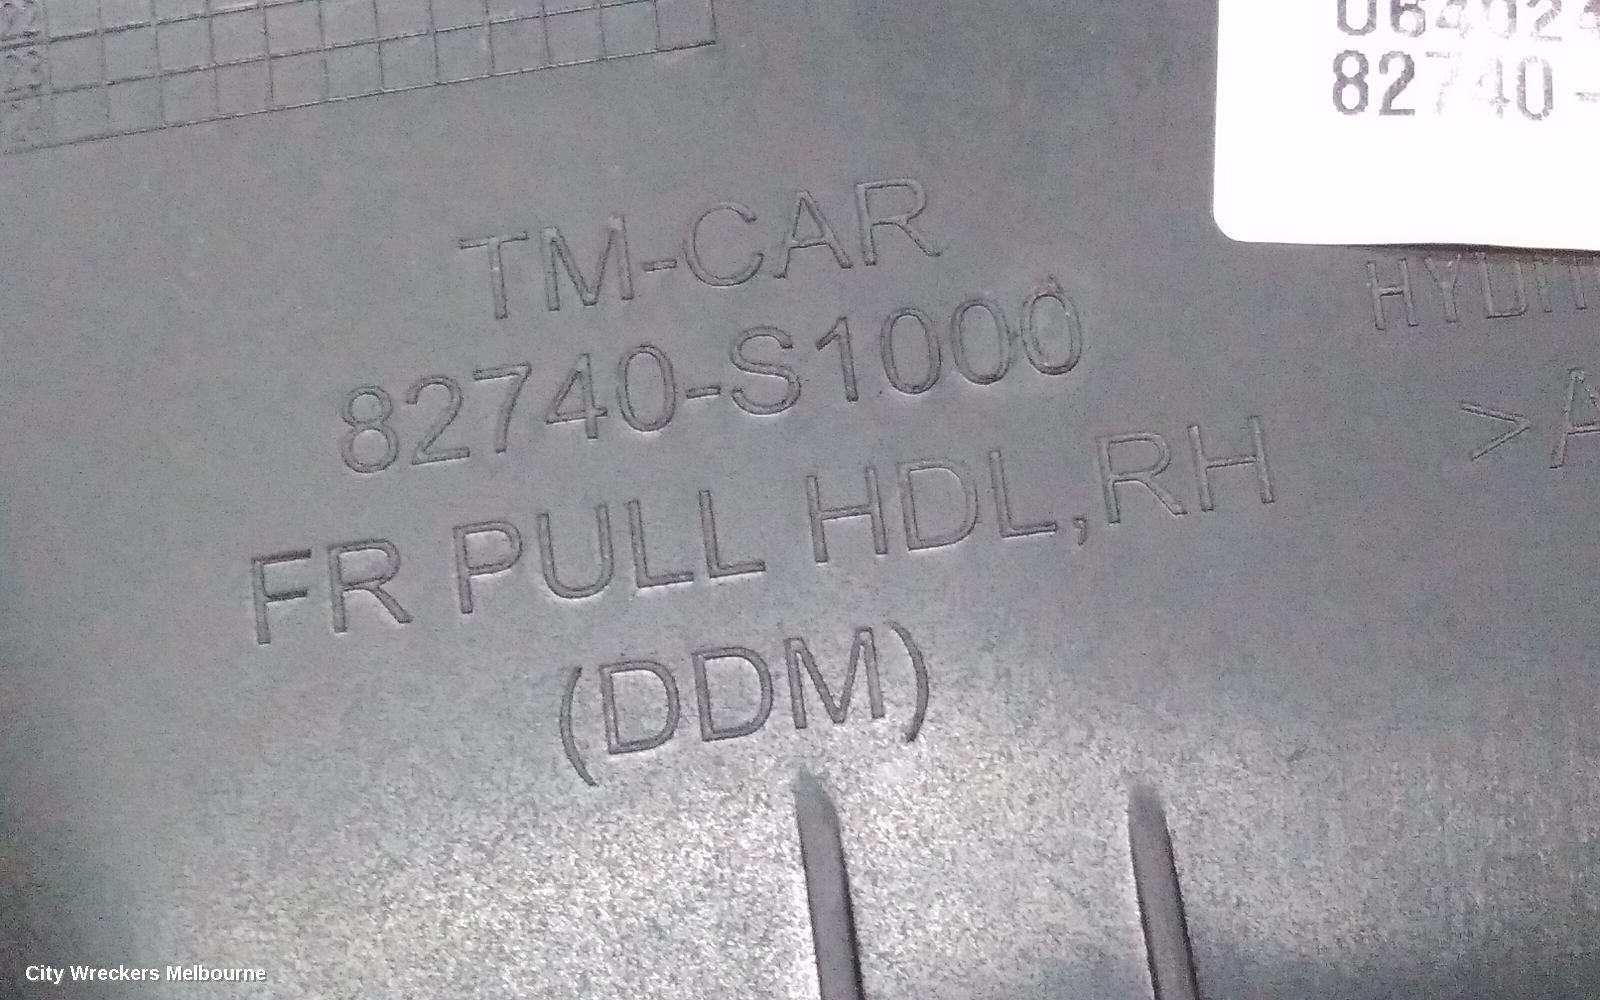 82740-
TM-CAR
82740-S1000
FR PULL HDL,RH
(DDM)
>A
City Wreckers Melbourne